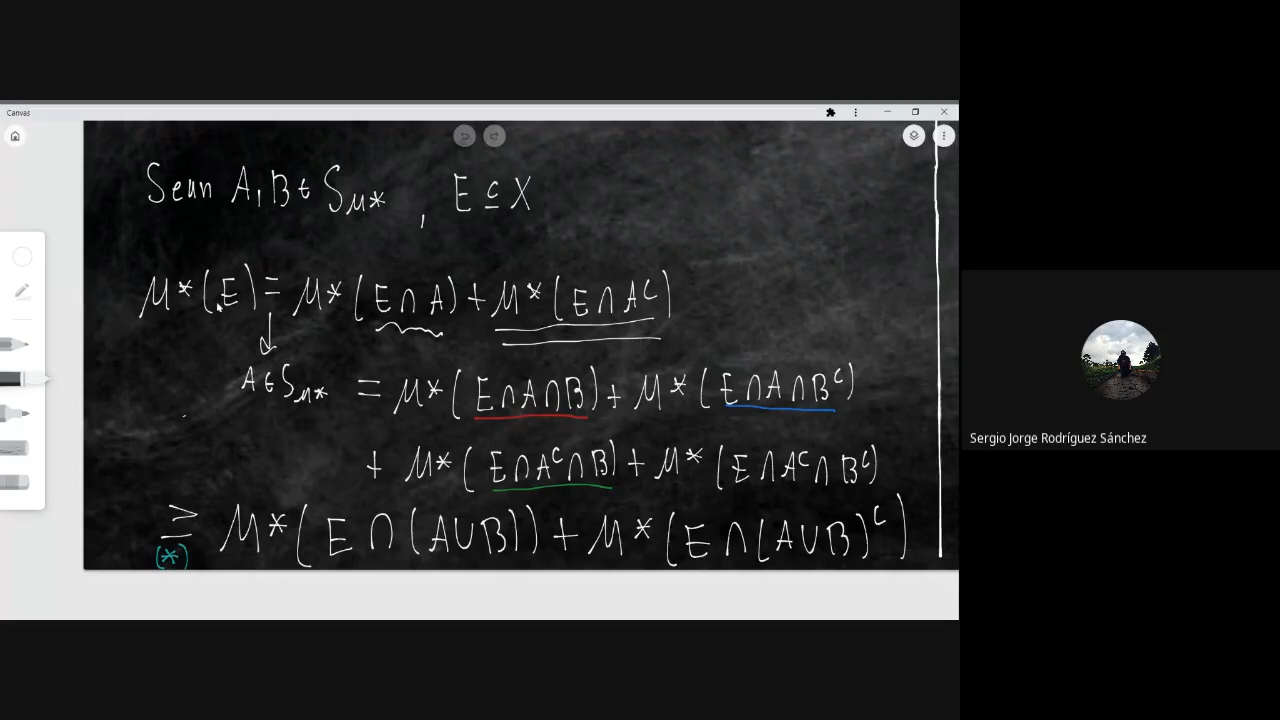 Canvas
Sean A, B ∈ S_μ* , E ⊆ X
μ*(E) = μ*(E ∩ A) + μ*(E ∩ A^c)
A ∈ S_μ* = μ*(E ∩ A ∩ B) + μ*(E ∩ A ∩ B^c)
+ μ*(E ∩ A^c ∩ B) + μ*(E ∩ A^c ∩ B^c)
≥ μ*(E ∩ (A ∪ B)) + μ*(E ∩ (A ∪ B)^c)
(*)
Sergio Jorge Rodríguez Sánchez